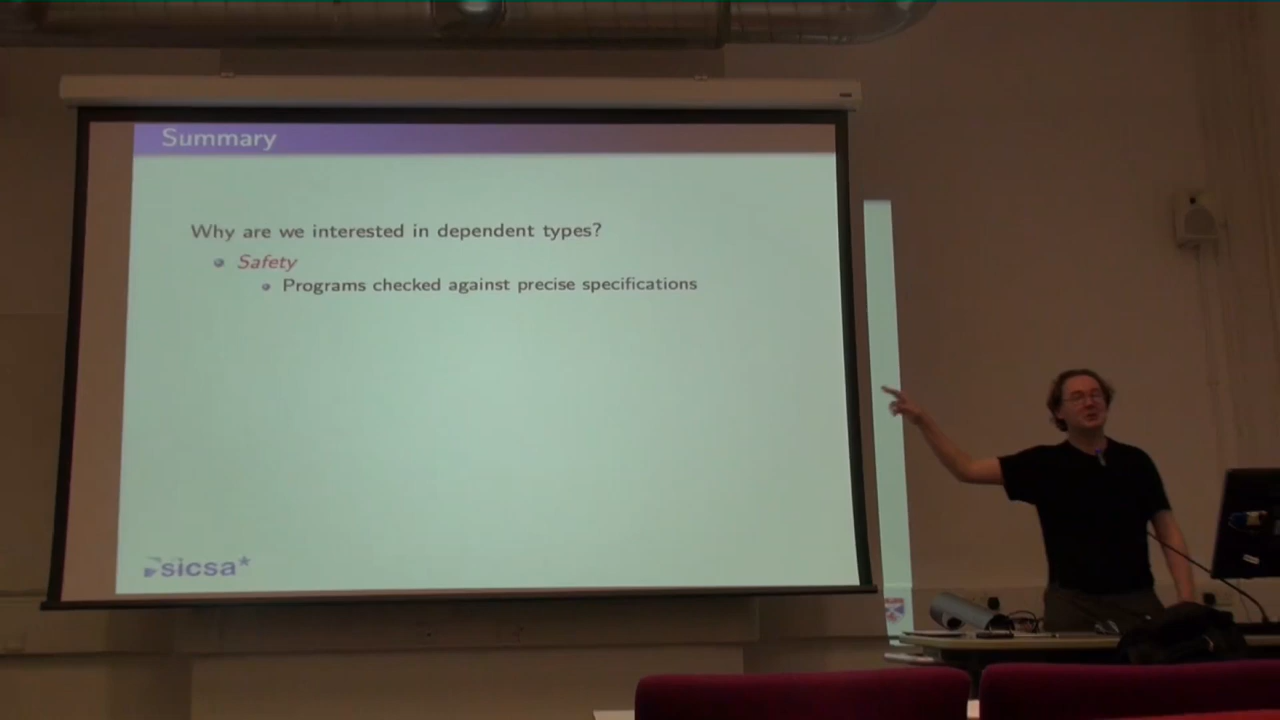 Summary
Why are we interested in dependent types?
Safety
Programs checked against precise specifications
sicsa*